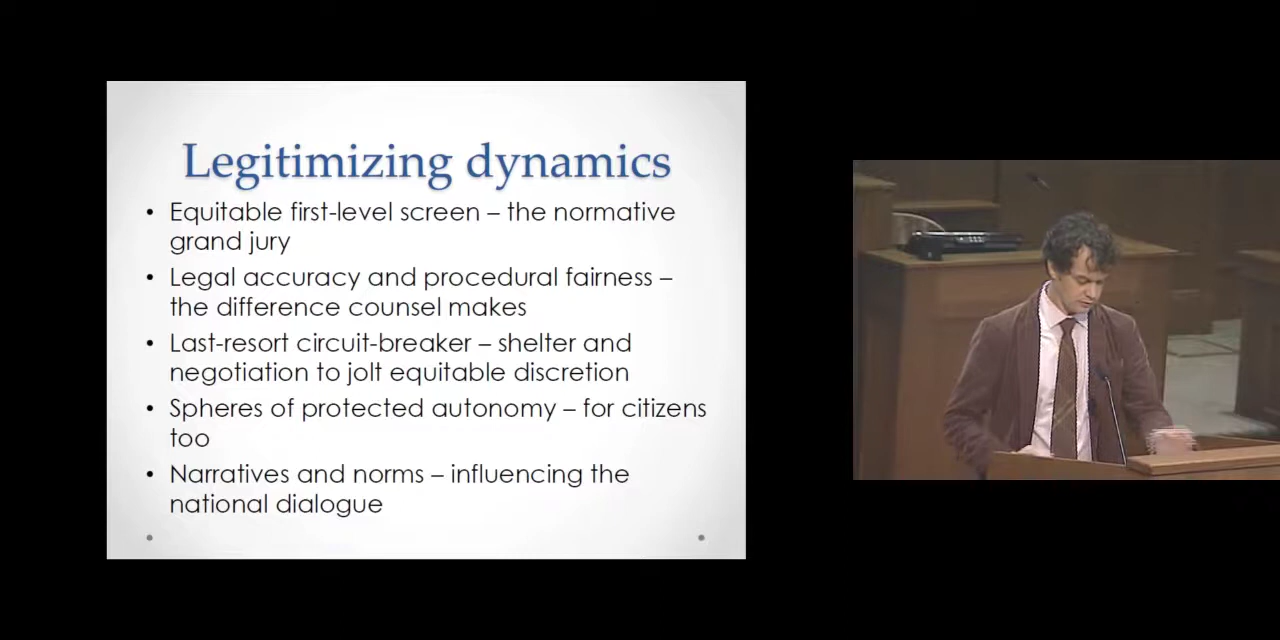 Legitimizing dynamics
• Equitable first-level screen – the normative
grand jury
• Legal accuracy and procedural fairness –
the difference counsel makes
• Last-resort circuit-breaker – shelter and
negotiation to jolt equitable discretion
• Spheres of protected autonomy – for citizens
too
• Narratives and norms – influencing the
national dialogue